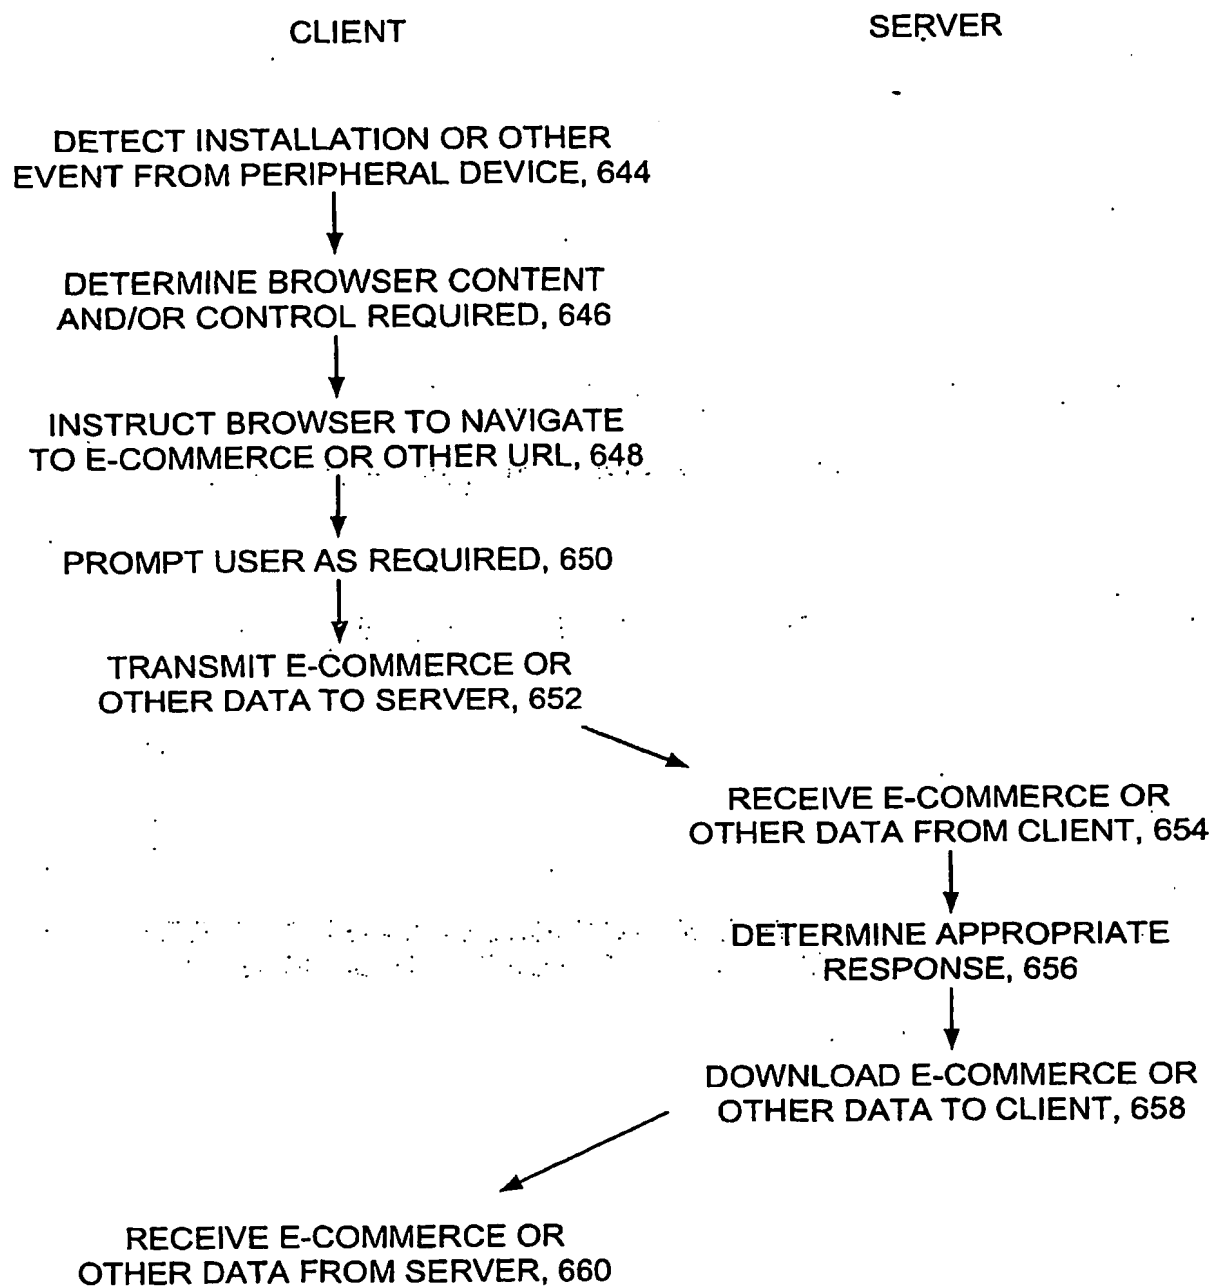 CLIENT
SERVER
DETECT INSTALLATION OR OTHER
EVENT FROM PERIPHERAL DEVICE, 644
DETERMINE BROWSER CONTENT
AND/OR CONTROL REQUIRED, 646
INSTRUCT BROWSER TO NAVIGATE
TO E-COMMERCE OR OTHER URL, 648
PROMPT USER AS REQUIRED, 650
TRANSMIT E-COMMERCE OR
OTHER DATA TO SERVER, 652
RECEIVE E-COMMERCE OR
OTHER DATA FROM CLIENT, 654
DETERMINE APPROPRIATE
RESPONSE, 656
DOWNLOAD E-COMMERCE OR
OTHER DATA TO CLIENT, 658
RECEIVE E-COMMERCE OR
OTHER DATA FROM SERVER, 660